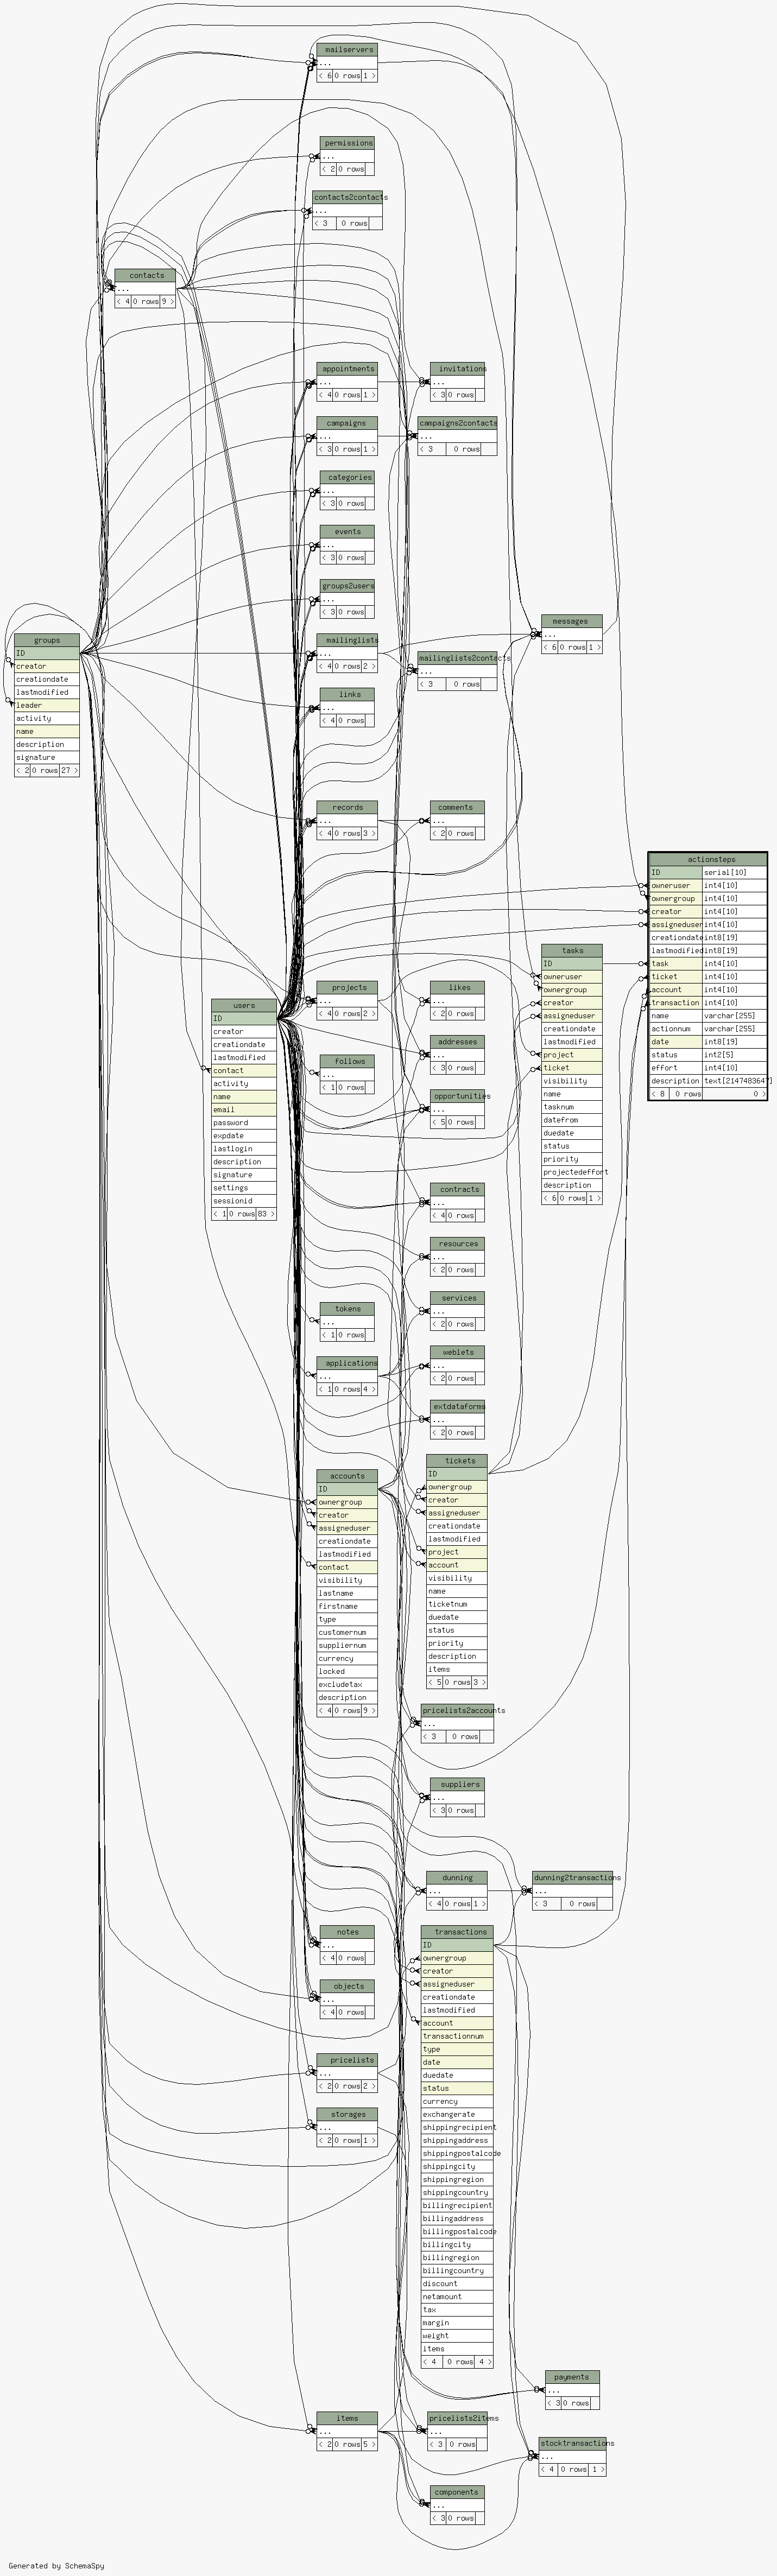 mailservers
...
< 6 0 rows 1 >
permissions
...
< 2 0 rows
contacts2contacts
...
< 3 0 rows
contacts
...
< 4 0 rows 9 >
appointments
...
< 4 0 rows 1 >
invitations
...
< 3 0 rows
campaigns
...
< 3 0 rows 1 >
campaigns2contacts
...
< 3 0 rows
categories
...
< 3 0 rows
events
...
< 3 0 rows
groups2users
...
< 3 0 rows
groups
ID
creator
creationdate
lastmodified
leader
activity
name
description
signature
< 2 0 rows 27 >
mailinglists
...
< 4 0 rows 2 >
mailinglists2contacts
...
< 3 0 rows
messages
...
< 6 0 rows 1 >
links
...
< 4 0 rows
records
...
< 4 0 rows 3 >
comments
...
< 2 0 rows
actionsteps
ID serial[10]
owneruser int4[10]
ownergroup int4[10]
creator int4[10]
assigneduser int4[10]
creationdate int8[19]
lastmodified int8[19]
task int4[10]
ticket int4[10]
account int4[10]
transaction int4[10]
name varchar[255]
actionnum varchar[255]
date int8[19]
status int2[5]
effort int4[10]
description text[2147483647]
< 8 0 rows 0 >
tasks
ID
owneruser
ownergroup
creator
assigneduser
creationdate
lastmodified
project
ticket
visibility
name
tasknum
datefrom
duedate
status
priority
projectedeffort
description
< 6 0 rows 1 >
users
ID
creator
creationdate
lastmodified
contact
activity
name
email
password
expdate
lastlogin
description
signature
settings
sessionid
< 1 0 rows 83 >
projects
...
< 4 0 rows 2 >
likes
...
< 2 0 rows
follows
...
< 1 0 rows
addresses
...
< 3 0 rows
opportunities
...
< 5 0 rows
contracts
...
< 4 0 rows
resources
...
< 2 0 rows
services
...
< 2 0 rows
tokens
...
< 1 0 rows
weblets
...
< 2 0 rows
applications
...
< 1 0 rows 4 >
extdataforms
...
< 2 0 rows
accounts
ID
ownergroup
creator
assigneduser
creationdate
lastmodified
contact
visibility
lastname
firstname
type
customernum
suppliernum
currency
locked
excludetax
description
< 4 0 rows 9 >
tickets
ID
ownergroup
creator
assigneduser
creationdate
lastmodified
project
account
visibility
name
ticketnum
duedate
status
priority
description
items
< 5 0 rows 3 >
pricelists2accounts
...
< 3 0 rows
suppliers
...
< 3 0 rows
dunning
...
< 4 0 rows 1 >
dunning2transactions
...
< 3 0 rows
notes
...
< 4 0 rows
objects
...
< 4 0 rows
pricelists
...
< 2 0 rows 2 >
storages
...
< 2 0 rows 1 >
transactions
ID
ownergroup
creator
assigneduser
creationdate
lastmodified
account
transactionnum
type
date
duedate
status
currency
exchangerate
shippingrecipient
shippingaddress
shippingpostalcode
shippingcity
shippingregion
shippingcountry
billingrecipient
billingaddress
billingpostalcode
billingcity
billingregion
billingcountry
discount
netamount
tax
margin
weight
items
< 4 0 rows 4 >
payments
...
< 3 0 rows
items
...
< 2 0 rows 5 >
pricelists2items
...
< 3 0 rows
stocktransactions
...
< 4 0 rows 1 >
components
...
< 3 0 rows
Generated by SchemaSpy